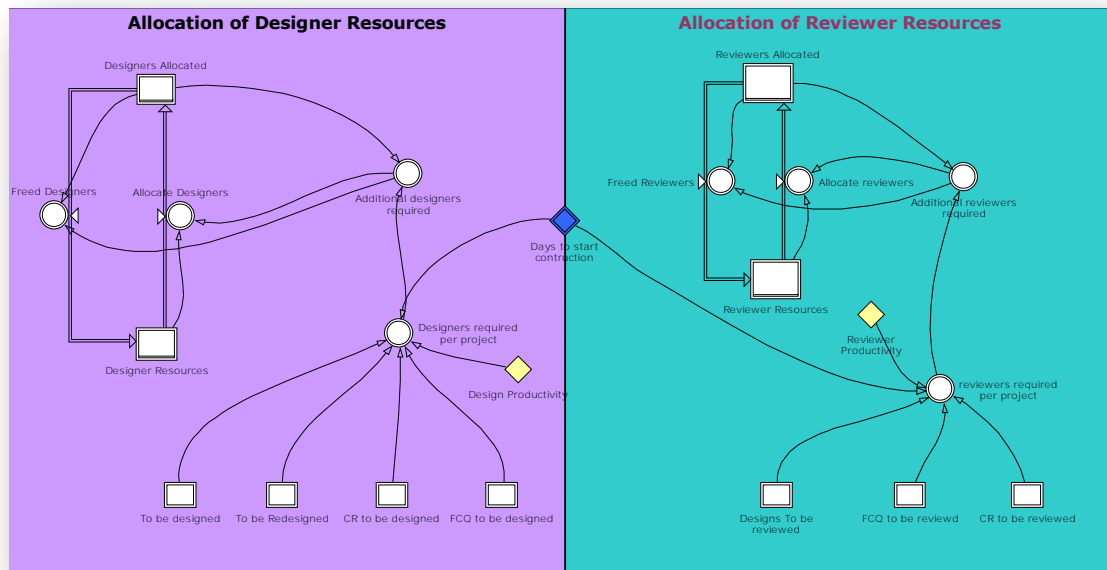 Allocation of Designer Resources
Designers Allocated
Freed Designers
Allocate Designers
Additional designers
required
Designers required
per project
Designer Resources
Design Productivity
To be designed
To be Redesigned
CR to be designed
FCQ to be designed
Days to start
contruction
Allocation of Reviewer Resources
Reviewers Allocated
Freed Reviewers
Allocate reviewers
Additional reviewers
required
Reviewer Resources
Reviewer
Productivity
reviewers required
per project
Designs To be
reviewed
FCQ to be reviewd
CR to be reviewed